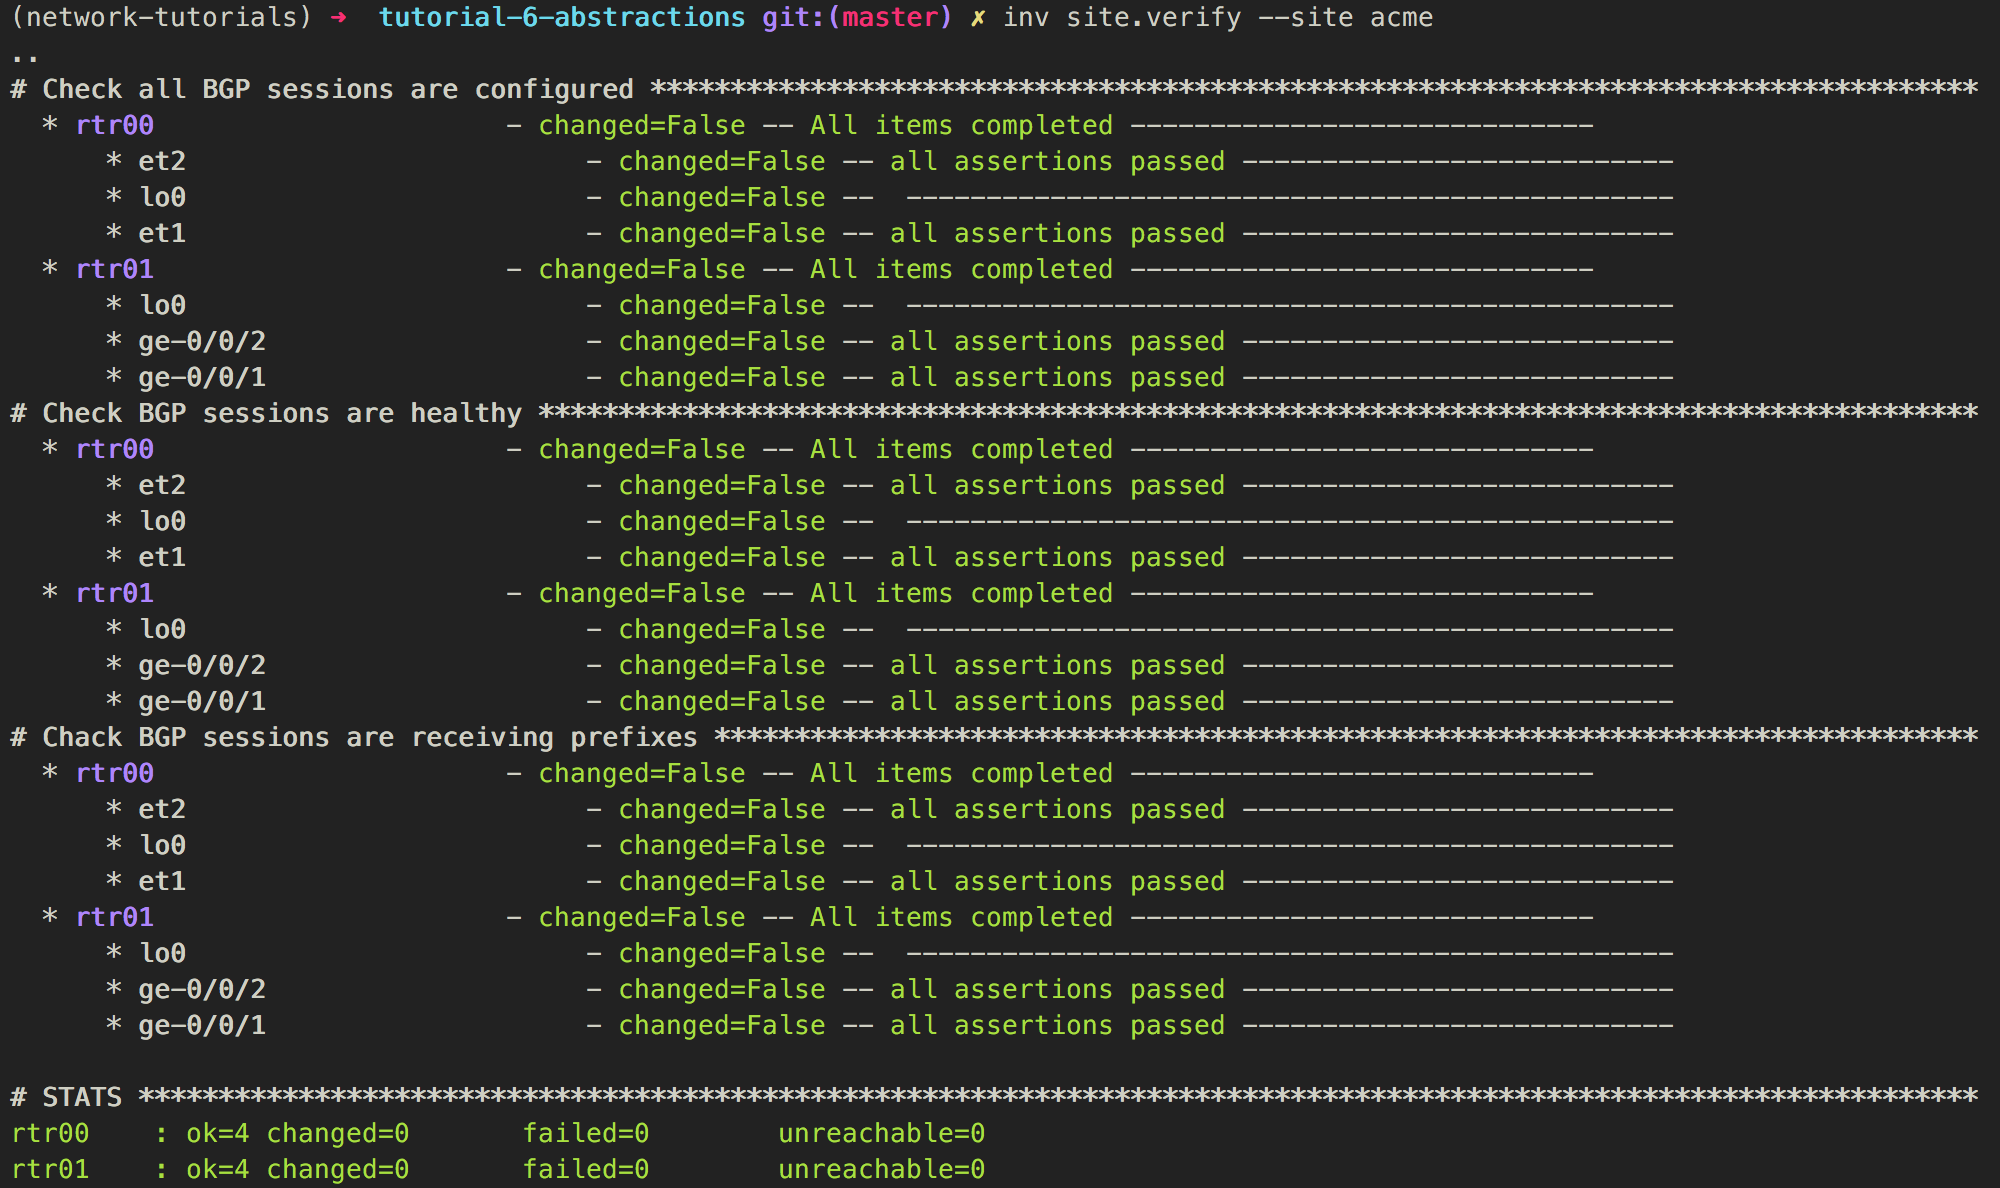 (network-tutorials) ➜  tutorial-6-abstractions git:(master) ✗ inv site.verify --site acme
..
# Check all BGP sessions are configured ***********************************************************************************
  * rtr00                      - changed=False -- All items completed -----------------------------
      * et2                         - changed=False -- all assertions passed ---------------------------
      * lo0                         - changed=False --  ------------------------------------------------
      * et1                         - changed=False -- all assertions passed ---------------------------
  * rtr01                      - changed=False -- All items completed -----------------------------
      * lo0                         - changed=False --  ------------------------------------------------
      * ge-0/0/2                    - changed=False -- all assertions passed ---------------------------
      * ge-0/0/1                    - changed=False -- all assertions passed ---------------------------
# Check BGP sessions are healthy ******************************************************************************************
  * rtr00                      - changed=False -- All items completed -----------------------------
      * et2                         - changed=False -- all assertions passed ---------------------------
      * lo0                         - changed=False --  ------------------------------------------------
      * et1                         - changed=False -- all assertions passed ---------------------------
  * rtr01                      - changed=False -- All items completed -----------------------------
      * lo0                         - changed=False --  ------------------------------------------------
      * ge-0/0/2                    - changed=False -- all assertions passed ---------------------------
      * ge-0/0/1                    - changed=False -- all assertions passed ---------------------------
# Chack BGP sessions are receiving prefixes *******************************************************************************
  * rtr00                      - changed=False -- All items completed -----------------------------
      * et2                         - changed=False -- all assertions passed ---------------------------
      * lo0                         - changed=False --  ------------------------------------------------
      * et1                         - changed=False -- all assertions passed ---------------------------
  * rtr01                      - changed=False -- All items completed -----------------------------
      * lo0                         - changed=False --  ------------------------------------------------
      * ge-0/0/2                    - changed=False -- all assertions passed ---------------------------
      * ge-0/0/1                    - changed=False -- all assertions passed ---------------------------
# STATS *******************************************************************************************************************
rtr00    : ok=4 changed=0       failed=0        unreachable=0
rtr01    : ok=4 changed=0       failed=0        unreachable=0